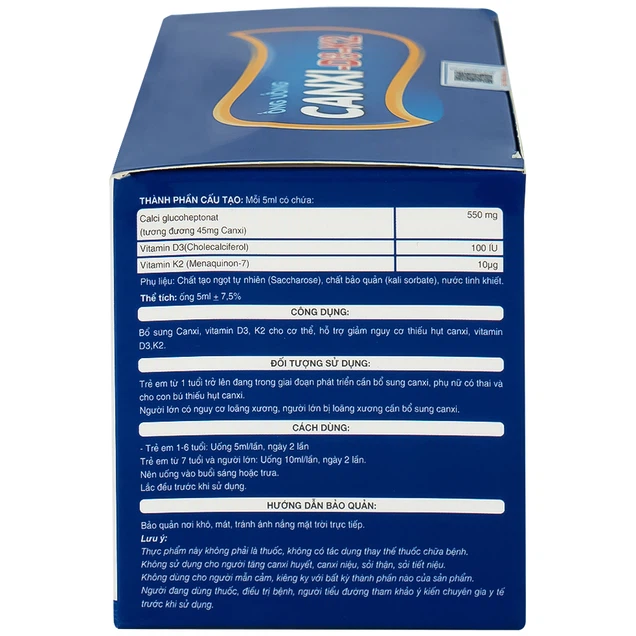 ỐNG UỐNG
CANXI-D3-K2
THÀNH PHẦN CẤU TẠO: Mỗi 5ml có chứa:
Calci glucoheptonat 550 mg
(tương đương 45mg Canxi)
Vitamin D3(Cholecalciferol) 100 IU
Vitamin K2 (Menaquinon-7) 10µg
Phụ liệu: Chất tạo ngọt tự nhiên (Saccharose), chất bảo quản (kali sorbate), nước tinh khiết.
Thể tích: ống 5ml ± 7,5%
CÔNG DỤNG:
Bổ sung Canxi, vitamin D3, K2 cho cơ thể, hỗ trợ giảm nguy cơ thiếu hụt canxi, vitamin
D3,K2.
ĐỐI TƯỢNG SỬ DỤNG:
Trẻ em từ 1 tuổi trở lên đang trong giai đoạn phát triển cần bổ sung canxi, phụ nữ có thai và
cho con bú thiếu hụt canxi.
Người lớn có nguy cơ loãng xương, người lớn bị loãng xương cần bổ sung canxi.
CÁCH DÙNG:
- Trẻ em 1-6 tuổi: Uống 5ml/lần, ngày 2 lần
Trẻ em từ 7 tuổi và người lớn: Uống 10ml/lần, ngày 2 lần.
Nên uống vào buổi sáng hoặc trưa.
Lắc đều trước khi sử dụng.
HƯỚNG DẪN BẢO QUẢN:
Bảo quản nơi khô, mát, tránh ánh nắng mặt trời trực tiếp.
Lưu ý:
Thực phẩm này không phải là thuốc, không có tác dụng thay thế thuốc chữa bệnh.
Không sử dụng cho người tăng canxi huyết, canxi niệu, sỏi thận, sỏi tiết niệu.
Không dùng cho người mẫn cảm, kiêng kỵ với bất kỳ thành phần nào của sản phẩm.
Người đang dùng thuốc, điều trị bệnh, người tiểu đường tham khảo ý kiến chuyên gia y tế
trước khi sử dụng.